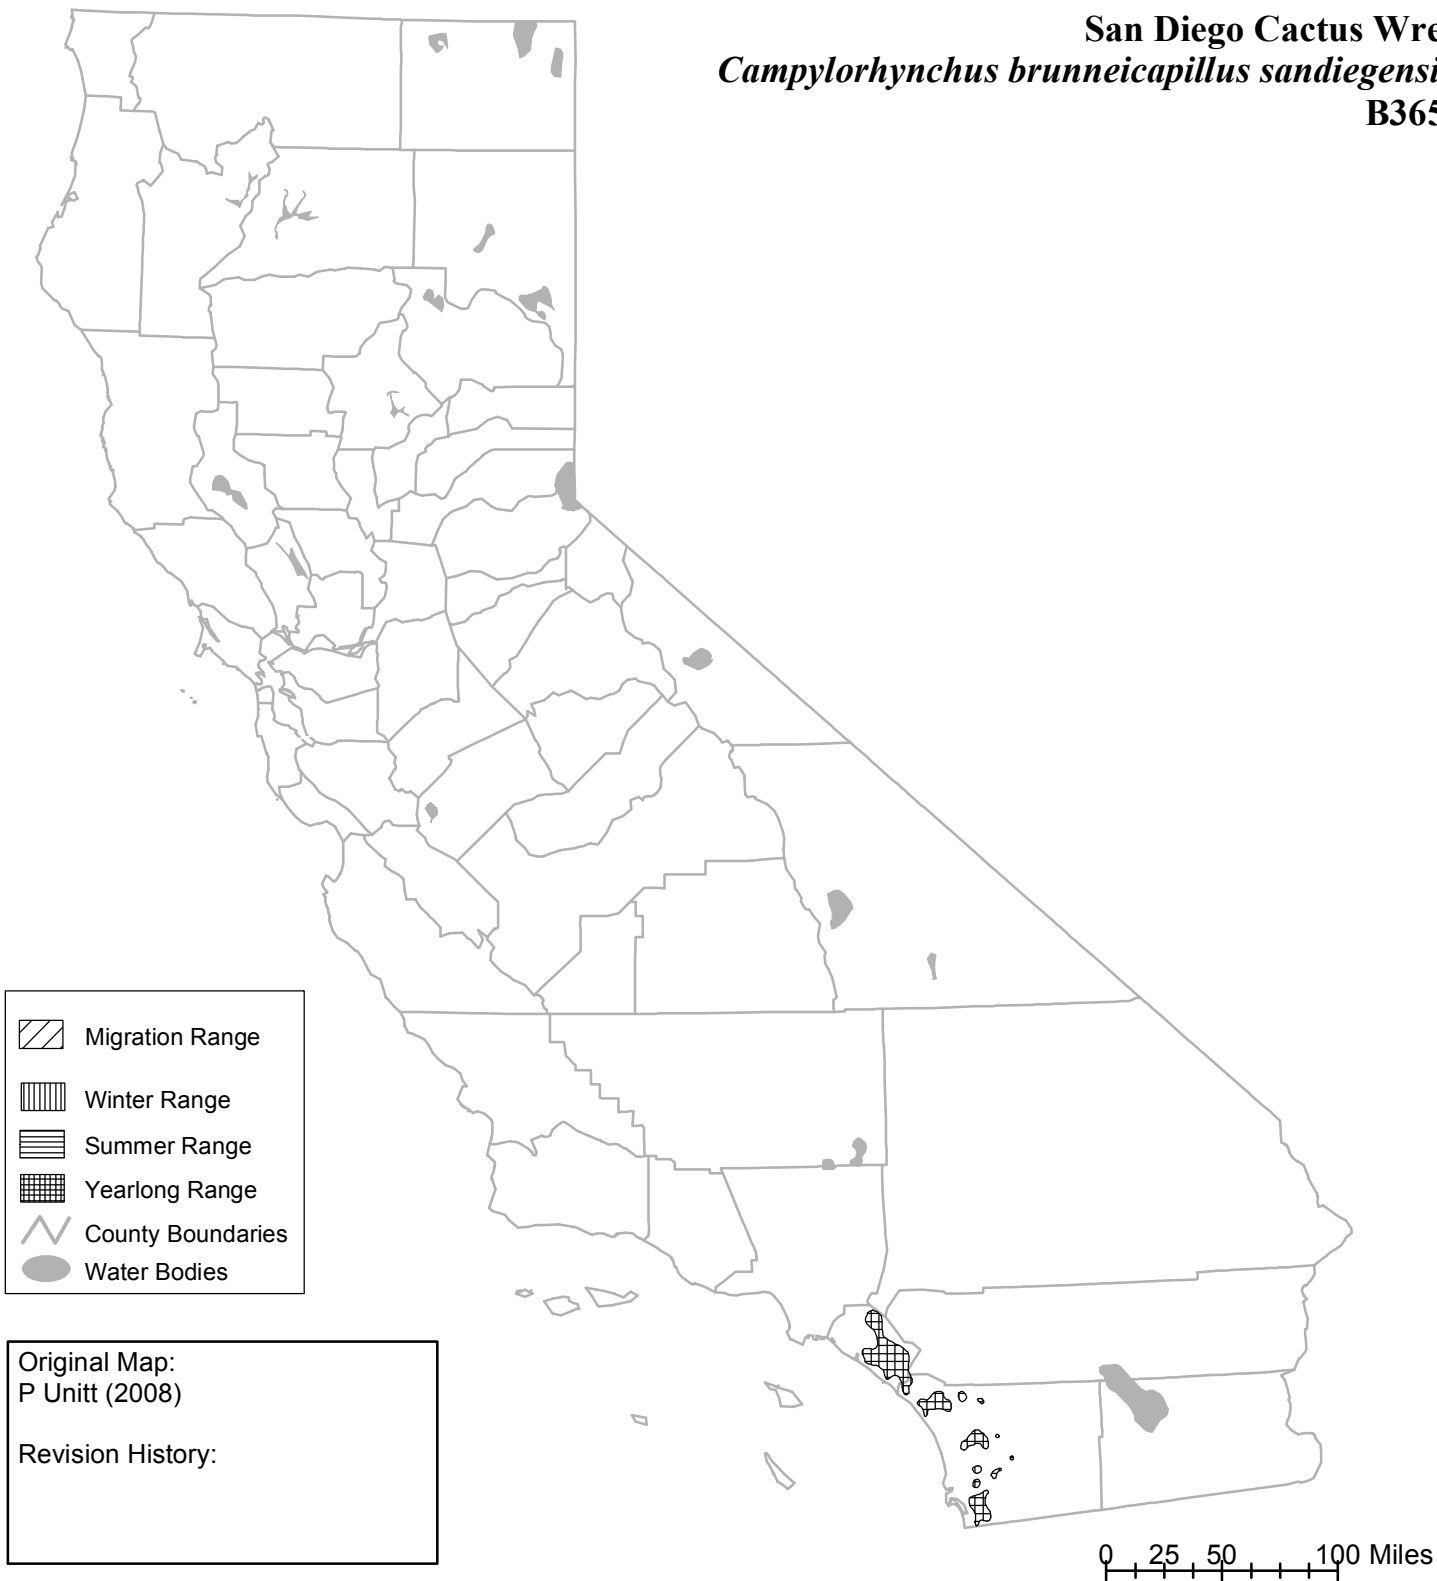 San Diego Cactus Wre
Campylorhynchus brunneicapillus sandiegensi
B365
Migration Range
Winter Range
Summer Range
Yearlong Range
County Boundaries
Water Bodies
Original Map:
P Unitt (2008)
Revision History:
0 25 50 100 Miles